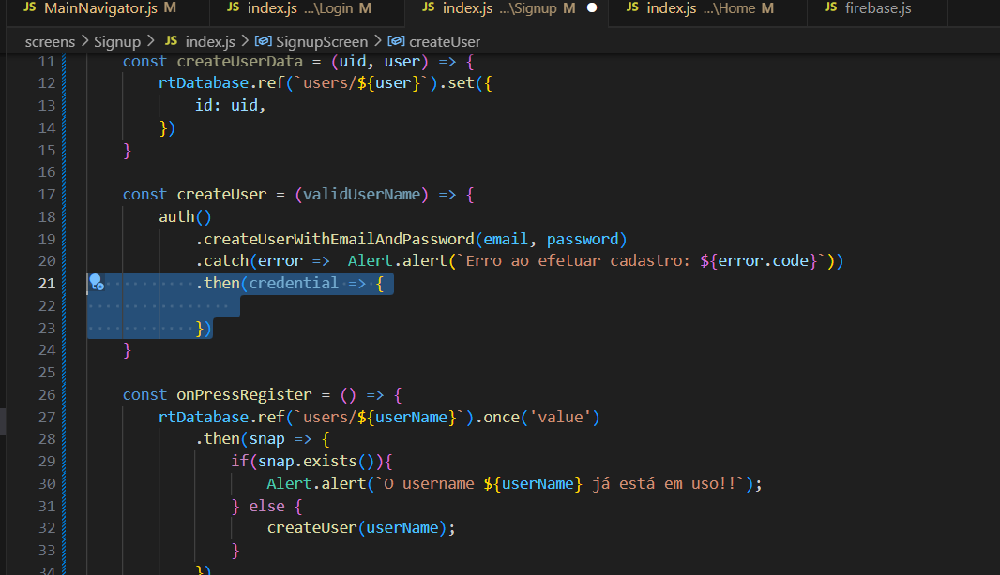 JS MainNavigator.js M JS index.js ...\Login M JS index.js ...\Signup M ● JS index.js ...\Home M JS firebase.js
screens > Signup > JS index.js > SignupScreen > createUser
11 const createUserData = (uid, user) => {
12 rtDatabase.ref(`users/${user}`).set({
13 id: uid,
14 })
15 }
16
17 const createUser = (validUserName) => {
18 auth()
19 .createUserWithEmailAndPassword(email, password)
20 .catch(error =>  Alert.alert(`Erro ao efetuar cadastro: ${error.code}`))
21 .then(credential => {
22
23 })
24 }
25
26 const onPressRegister = () => {
27 rtDatabase.ref(`users/${userName}`).once('value')
28 .then(snap => {
29 if(snap.exists()){
30 Alert.alert(`O username ${userName} já está em uso!!`);
31 } else {
32 createUser(userName);
33 }
34 })